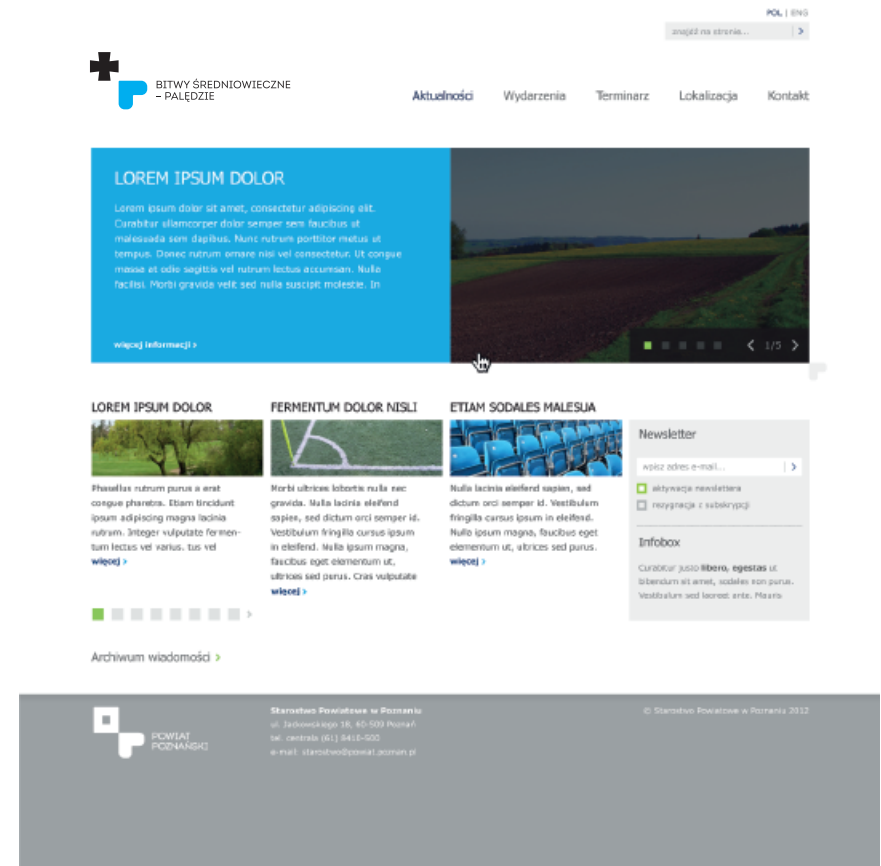 POL | ENG
znajdź na stronie...
BITWY ŚREDNIOWIECZNE
– PALĘDZIE
Aktualności Wydarzenia Terminarz Lokalizacja Kontakt
LOREM IPSUM DOLOR
Lorem ipsum dolor sit amet, consectetur adipiscing elit.
Curabitur ullamcorper dolor semper sem faucibus ut
malesuada sem dapibus. Nunc rutrum porttitor metus ut
tempus. Donec rutrum ornare nisi vel consectetur. Ut congue
massa at odio sagittis vel rutrum lectus accumsan. Nulla
facilisi. Morbi gravida velit sed nulla suscipit molestie. In
więcej informacji ›
1/5
LOREM IPSUM DOLOR
Phasellus rutrum purus a erat
congue pharetra. Etiam tincidunt
ipsum adipiscing magna lacinia
rutrum. Integer vulputate fermen-
tum lectus vel varius. tus vel
więcej ›
FERMENTUM DOLOR NISLI
Morbi ultrices lobortis nulla nec
gravida. Nulla lacinia eleifend
sapien, sed dictum orci semper id.
Vestibulum fringilla cursus ipsum
in eleifend. Nulla ipsum magna,
faucibus eget elementum ut,
ultrices sed purus. Cras vulputate
więcej ›
ETIAM SODALES MALESUA
Nulla lacinia eleifend sapien, sed
dictum orci semper id. Vestibulum
fringilla cursus ipsum in eleifend.
Nulla ipsum magna, faucibus eget
elementum ut, ultrices sed purus.
więcej ›
Newsletter
wpisz adres e-mail...
aktywacja newslettera
rezygnacja z subskrypcji
Infobox
Curabitur justo libero, egestas ut
bibendum sit amet, sodales non purus.
Vestibulum sed laoreet ante. Mauris
Archiwum wiadomości ›
POWIAT
POZNAŃSKI
Starostwo Powiatowe w Poznaniu
ul. Jackowskiego 18, 60-509 Poznań
tel. centrala (61) 8410-500
e-mail: starostwo@powiat.poznan.pl
© Starostwo Powiatowe w Poznaniu 2012